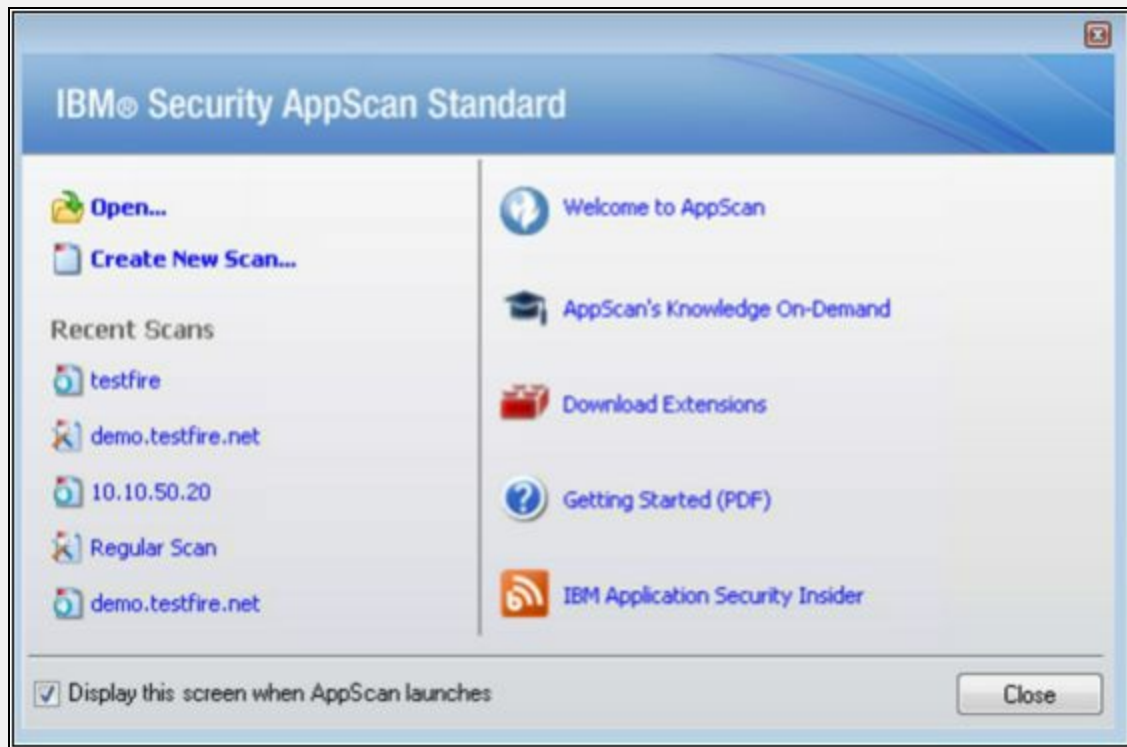 IBM® Security AppScan Standard
Open...
Create New Scan...
Recent Scans
testfire
demo.testfire.net
10.10.50.20
Regular Scan
demo.testfire.net
Welcome to AppScan
AppScan's Knowledge On-Demand
Download Extensions
Getting Started (PDF)
IBM Application Security Insider
Display this screen when AppScan launches
Close